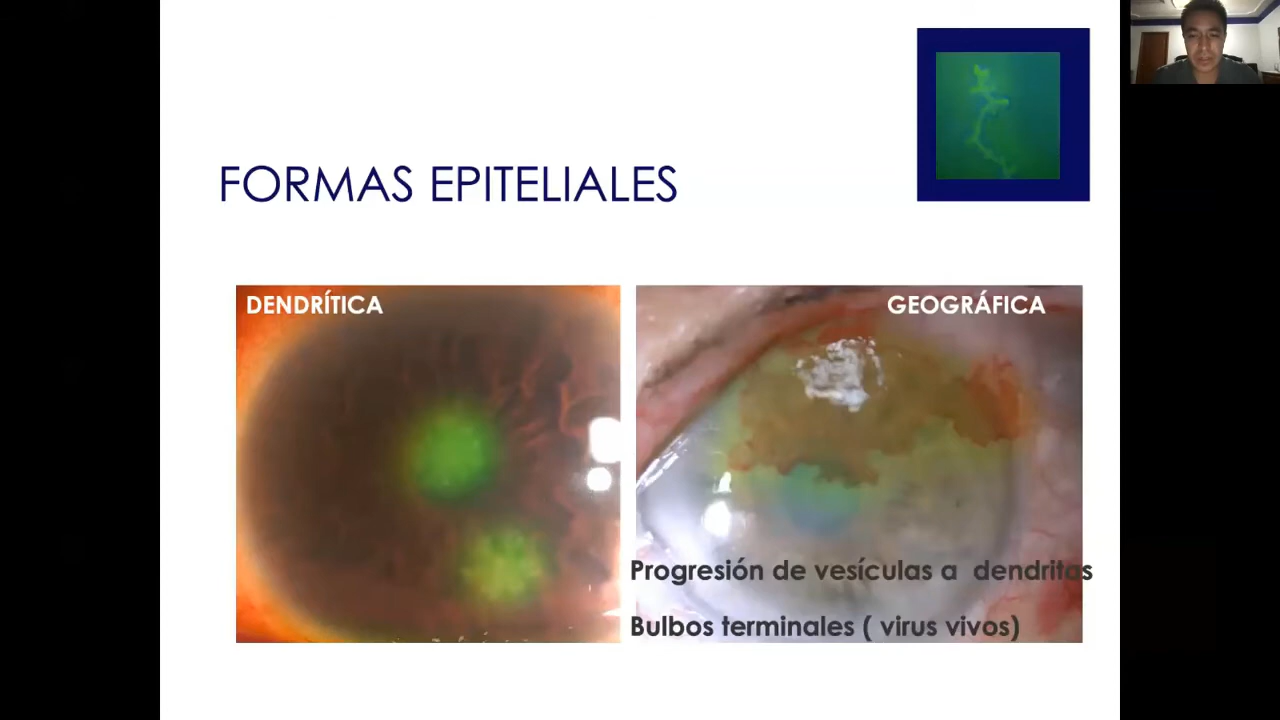 FORMAS EPITELIALES
DENDRÍTICA
GEOGRÁFICA
Progresión de vesículas a dendritas
Bulbos terminales ( virus vivos)